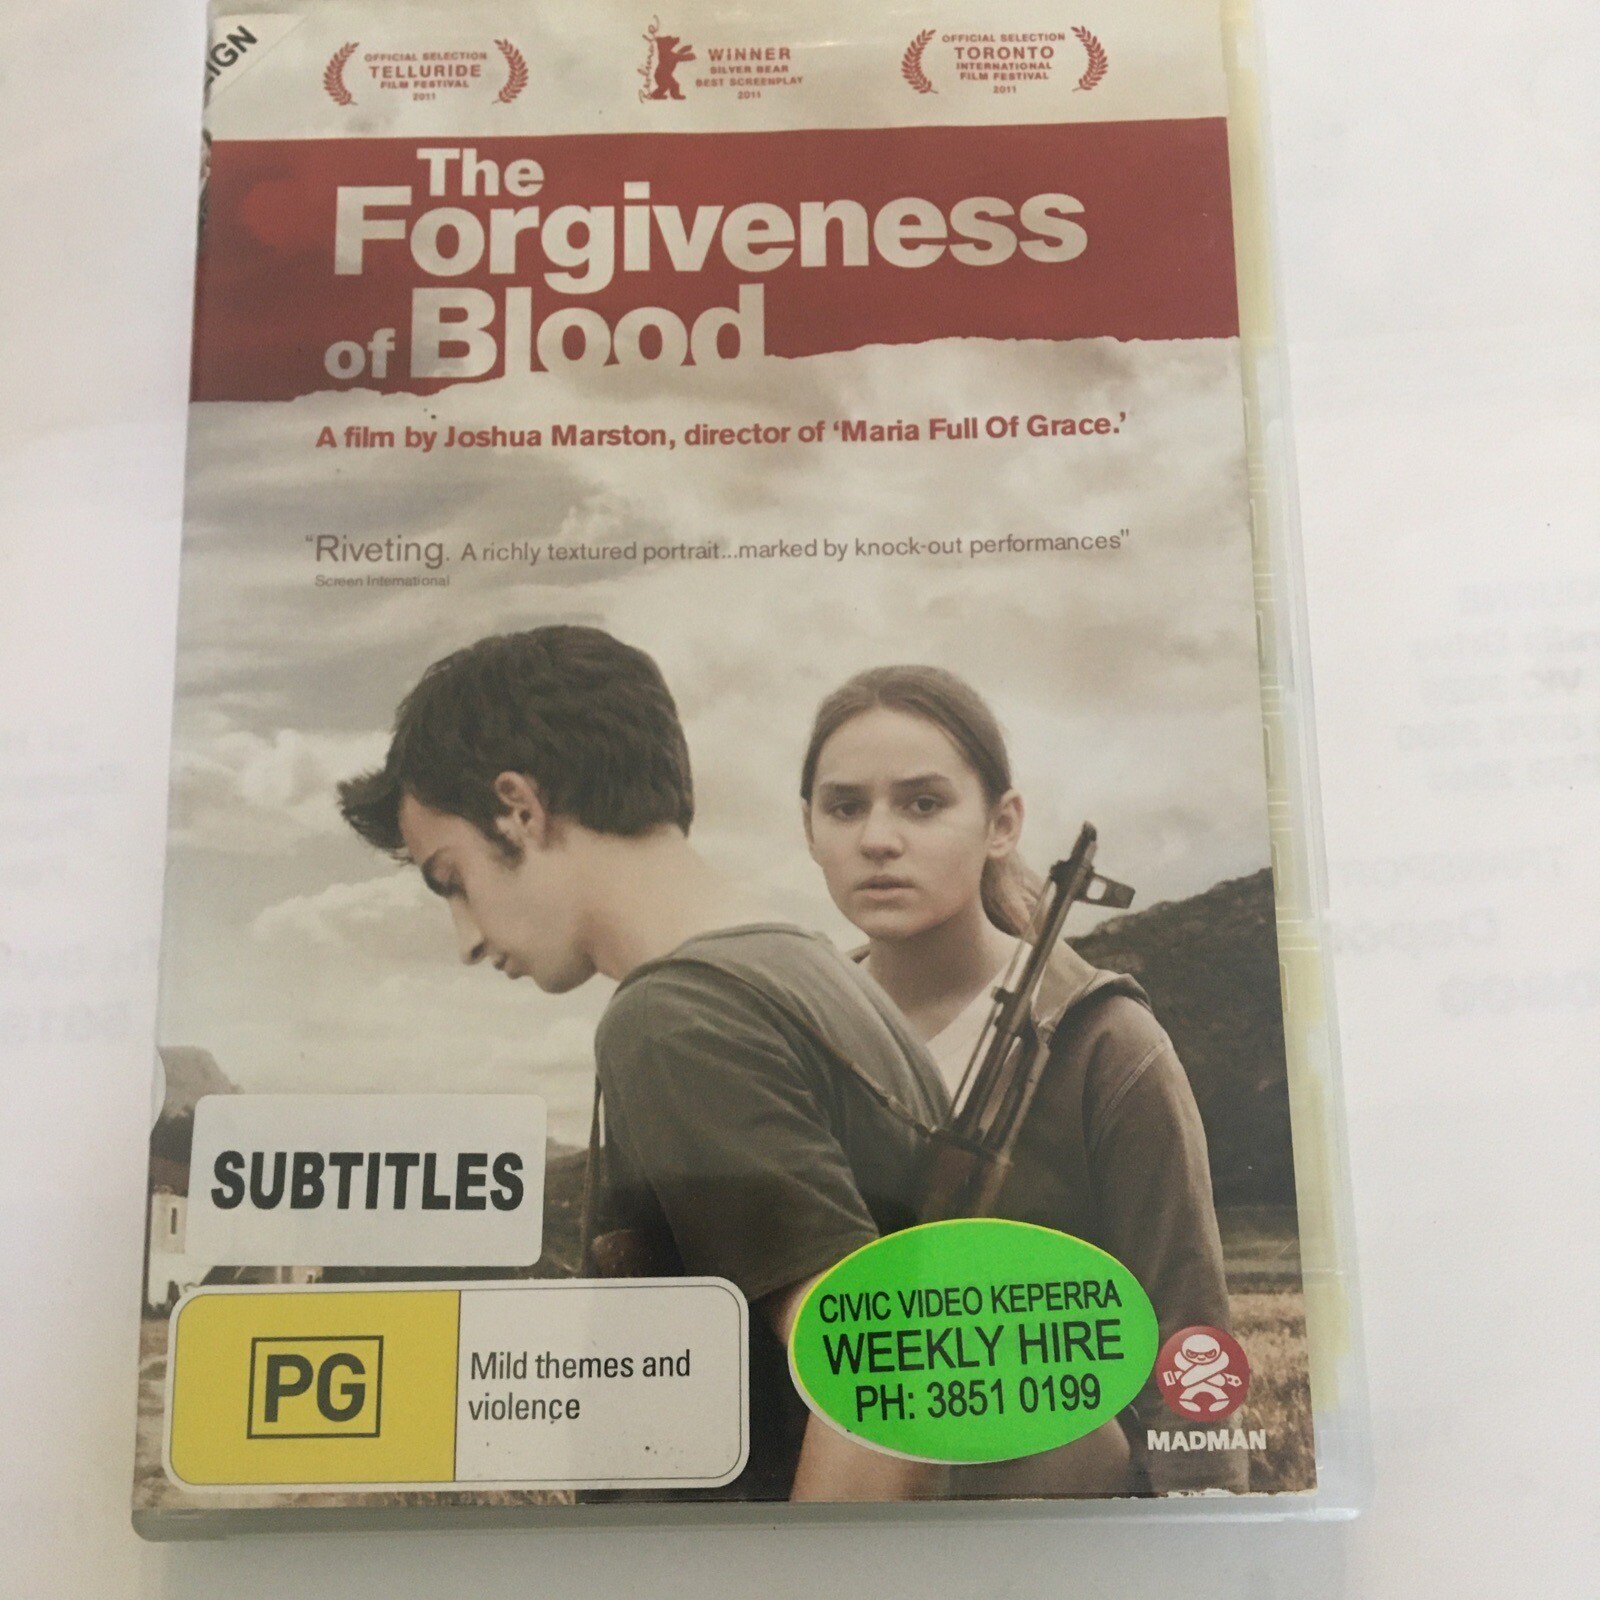 IGN
OFFICIAL SELECTION
TELLURIDE
FILM FESTIVAL
2011
Berlinale
WINNER
SILVER BEAR
BEST SCREENPLAY
2011
OFFICIAL SELECTION
TORONTO
INTERNATIONAL
FILM FESTIVAL
2011
The
Forgiveness
of Blood
A film by Joshua Marston, director of ‘Maria Full Of Grace.’
“Riveting. A richly textured portrait...marked by knock-out performances”
Screen International
SUBTITLES
PG
Mild themes and
violence
CIVIC VIDEO KEPERRA
WEEKLY HIRE
PH: 3851 0199
MADMAN